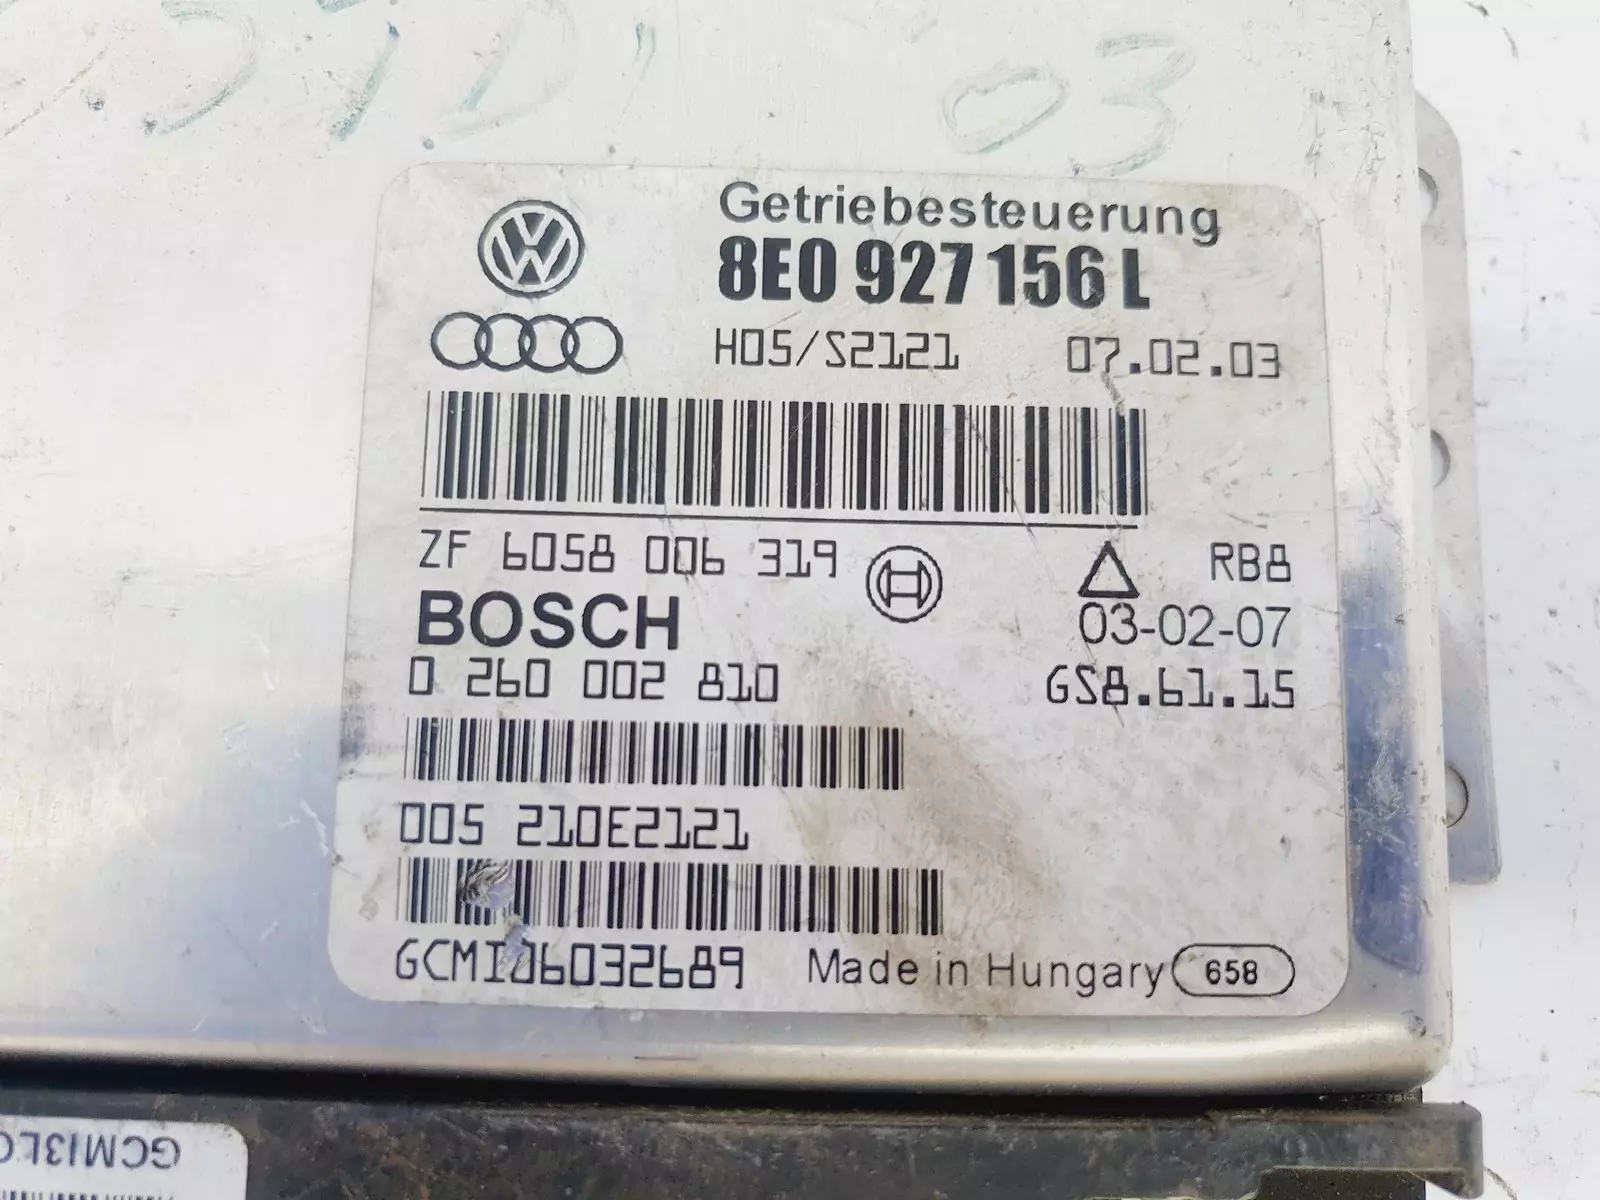 .5TDI 03
Getriebesteuerung
8E0 927 156 L
H05/S2121 07.02.03
ZF 6058 006 319 RB8
BOSCH 03-02-07
0 260 002 810 GS8.61.15
005 210E2121
GCMI06032689 Made in Hungary 658